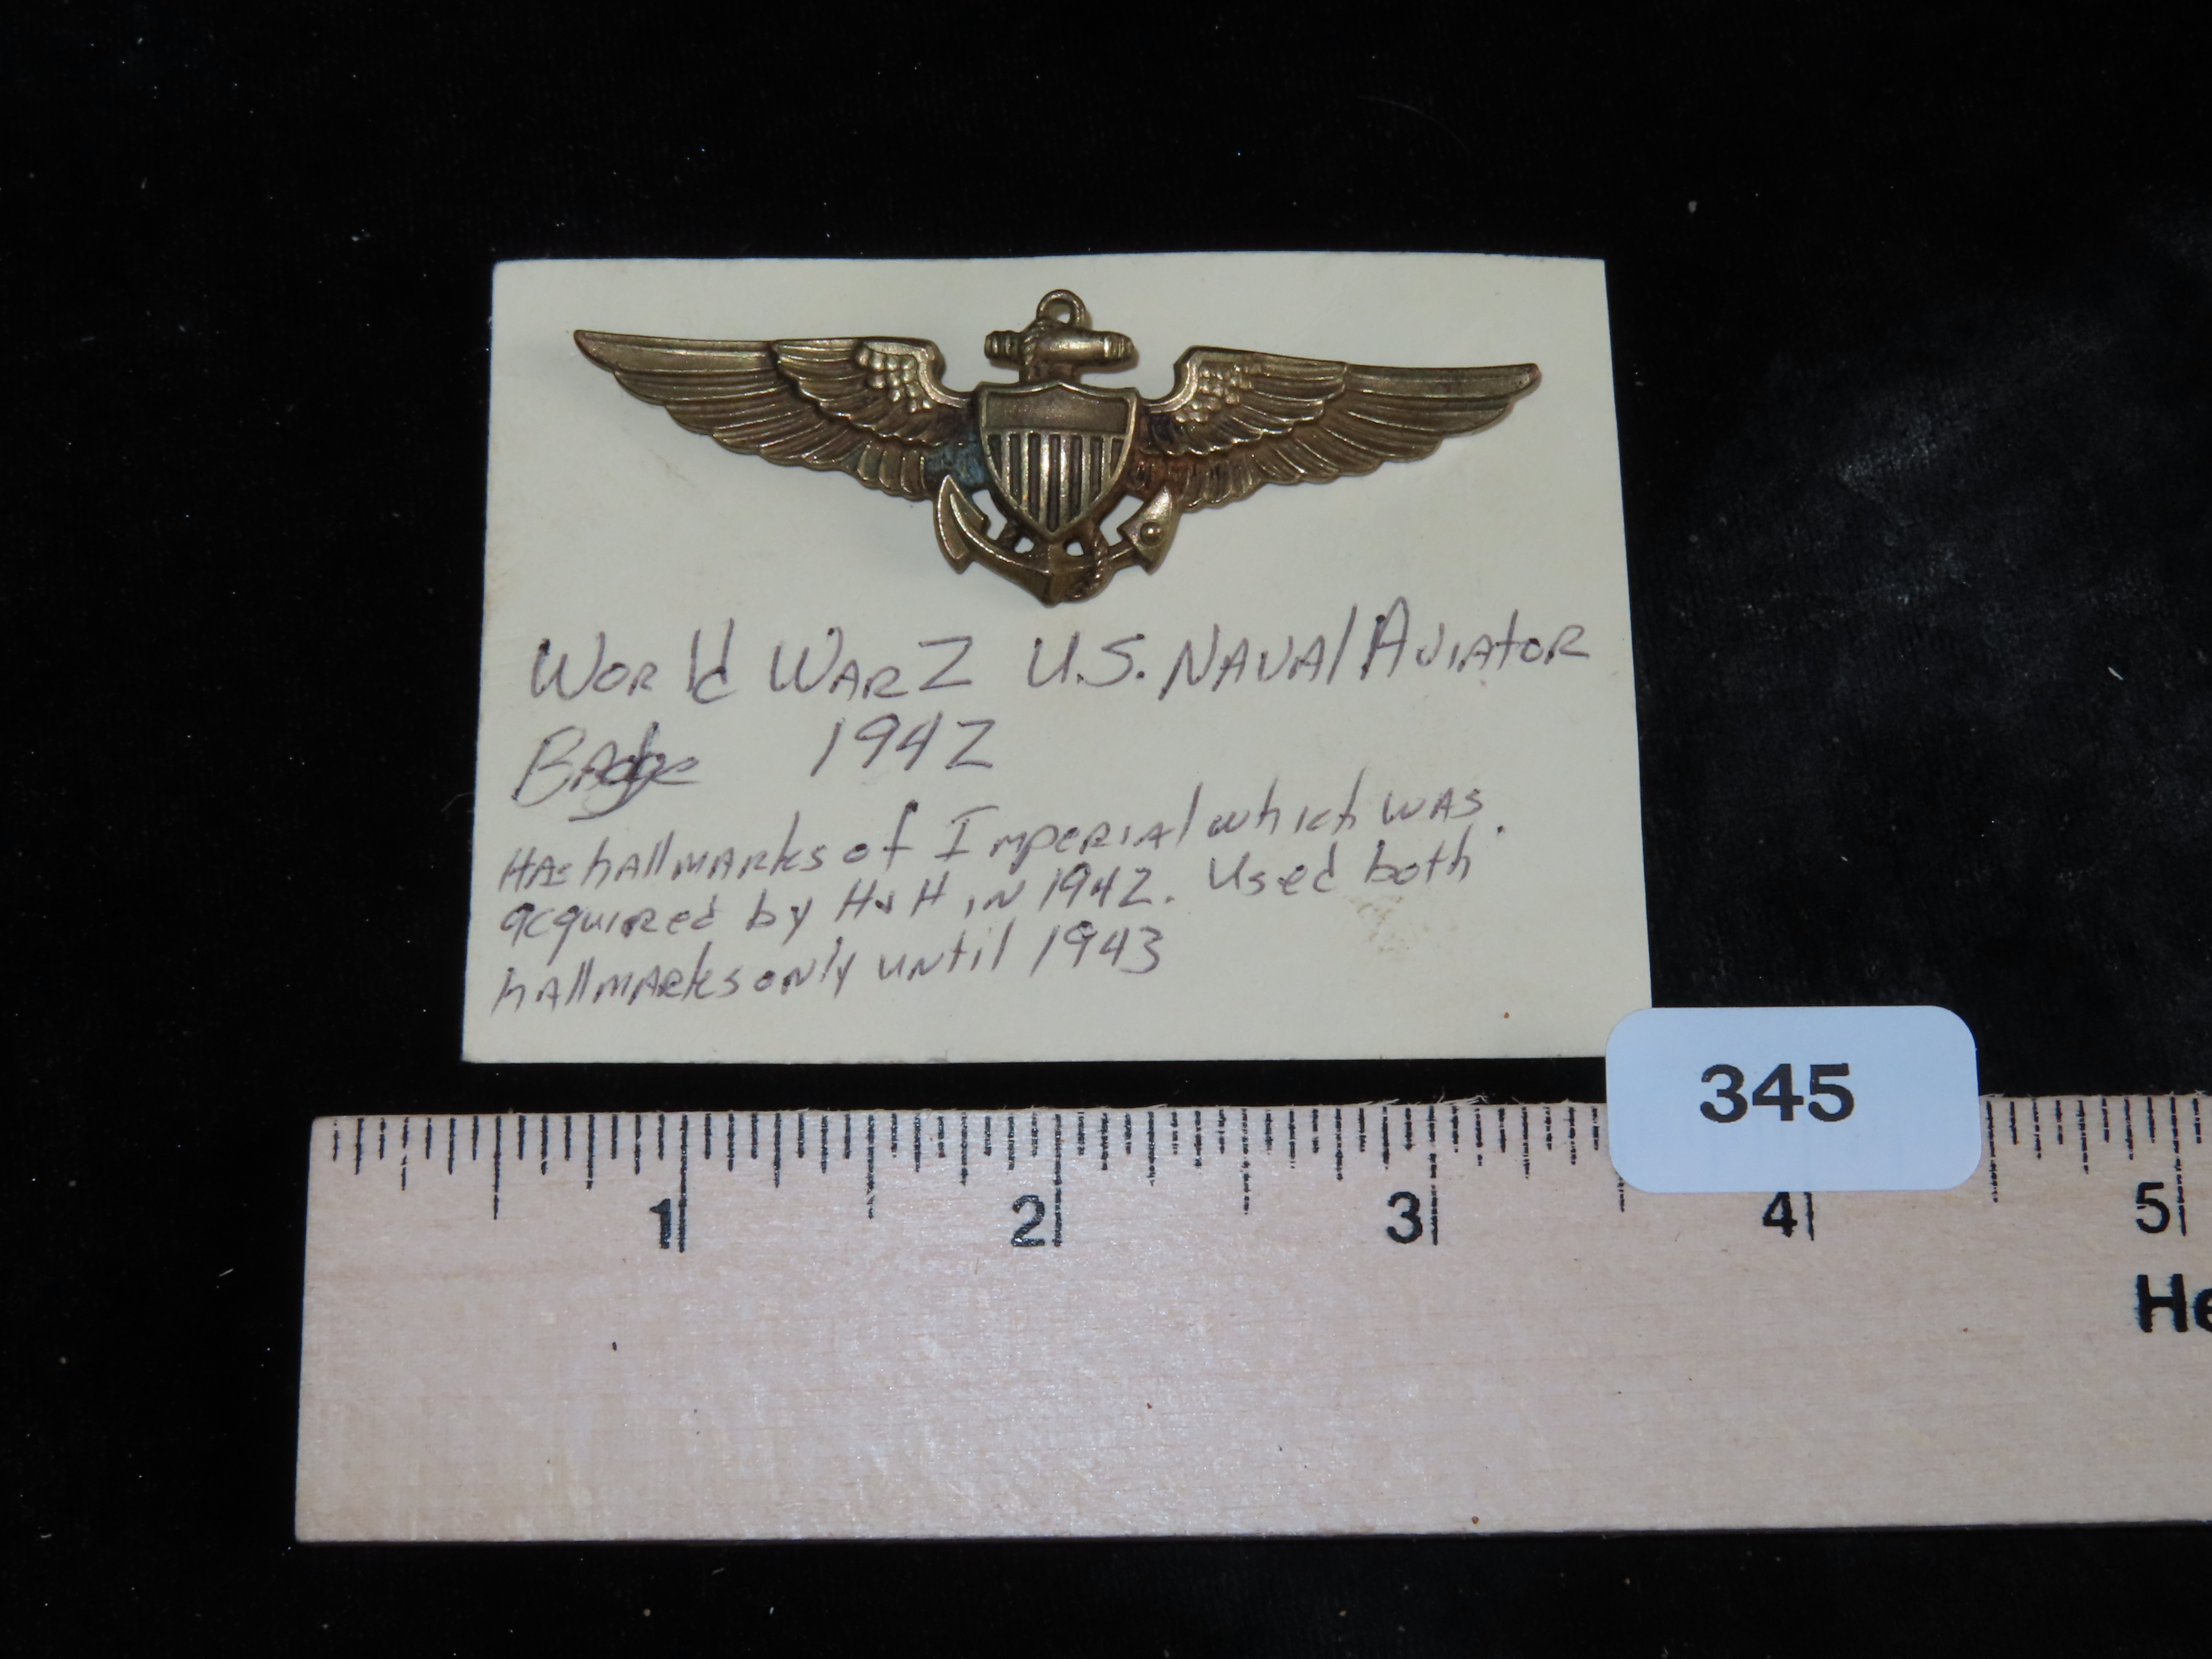 World War 2 U.S. Naval Aviator
Badge 1942
Has hallmarks of Imperial which was
acquired by H&H in 1942. Used both
hallmarks only until 1943
345
1 2 3 4 5
He